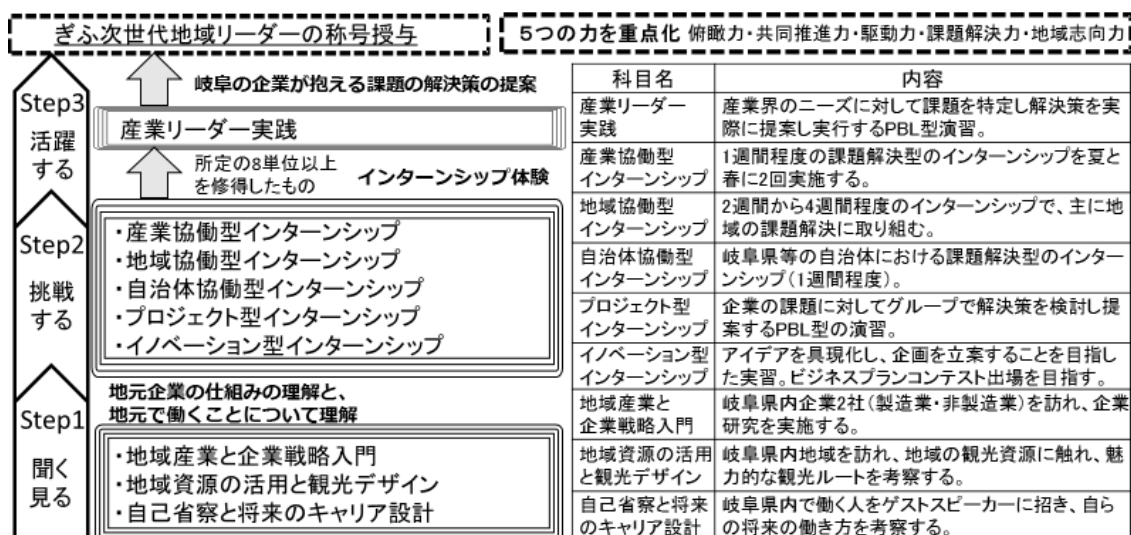 ぎふ次世代地域リーダーの称号授与
5つの力を重点化 俯瞰力・共同推進力・駆動力・課題解決力・地域志向力
Step3
活躍
する
岐阜の企業が抱える課題の解決策の提案
産業リーダー実践
所定の8単位以上
を修得したもの
インターンシップ体験
Step2
挑戦
する
・産業協働型インターンシップ
・地域協働型インターンシップ
・自治体協働型インターンシップ
・プロジェクト型インターンシップ
・イノベーション型インターンシップ
地元企業の仕組みの理解と、
地元で働くことについて理解
Step1
聞く
見る
・地域産業と企業戦略入門
・地域資源の活用と観光デザイン
・自己省察と将来のキャリア設計
科目名
内容
産業リーダー
実践
産業界のニーズに対して課題を特定し解決策を実
際に提案し実行するPBL型演習。
産業協働型
インターンシップ
1週間程度の課題解決型のインターンシップを夏と
春に2回実施する。
地域協働型
インターンシップ
2週間から4週間程度のインターンシップで、主に地
域の課題解決に取り組む。
自治体協働型
インターンシップ
岐阜県等の自治体における課題解決型のインター
ンシップ(1週間程度)。
プロジェクト型
インターンシップ
企業の課題に対してグループで解決策を検討し提
案するPBL型の演習。
イノベーション型
インターンシップ
アイデアを具現化し、企画を立案することを目指し
た実習。ビジネスプランコンテスト出場を目指す。
地域産業と
企業戦略入門
岐阜県内企業2社(製造業・非製造業)を訪れ、企業
研究を実施する。
地域資源の活用
と観光デザイン
岐阜県内地域を訪れ、地域の観光資源に触れ、魅
力的な観光ルートを考察する。
自己省察と将来
のキャリア設計
岐阜県内で働く人をゲストスピーカーに招き、自ら
の将来の働き方を考察する。